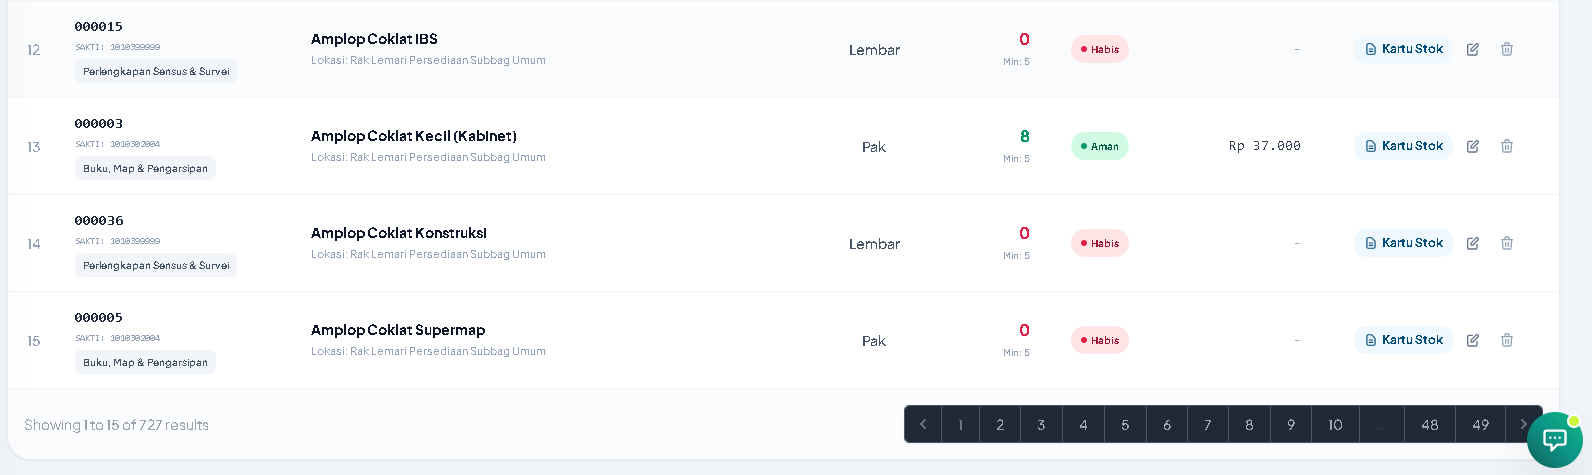 12
000015
SAKTI: 1010399999
Perlengkapan Sensus & Survei
Amplop Coklat IBS
Lokasi: Rak Lemari Persediaan Subbag Umum
Lembar
0
Min: 5
Habis
-
Kartu Stok
13
000003
SAKTI: 1010302004
Buku, Map & Pengarsipan
Amplop Coklat Kecil (Kabinet)
Lokasi: Rak Lemari Persediaan Subbag Umum
Pak
8
Min: 5
Aman
Rp 37.000
Kartu Stok
14
000036
SAKTI: 1010399999
Perlengkapan Sensus & Survei
Amplop Coklat Konstruksi
Lokasi: Rak Lemari Persediaan Subbag Umum
Lembar
0
Min: 5
Habis
-
Kartu Stok
15
000005
SAKTI: 1010302004
Buku, Map & Pengarsipan
Amplop Coklat Supermap
Lokasi: Rak Lemari Persediaan Subbag Umum
Pak
0
Min: 5
Habis
-
Kartu Stok
Showing 1 to 15 of 727 results
1 2 3 4 5 6 7 8 9 10 ... 48 49